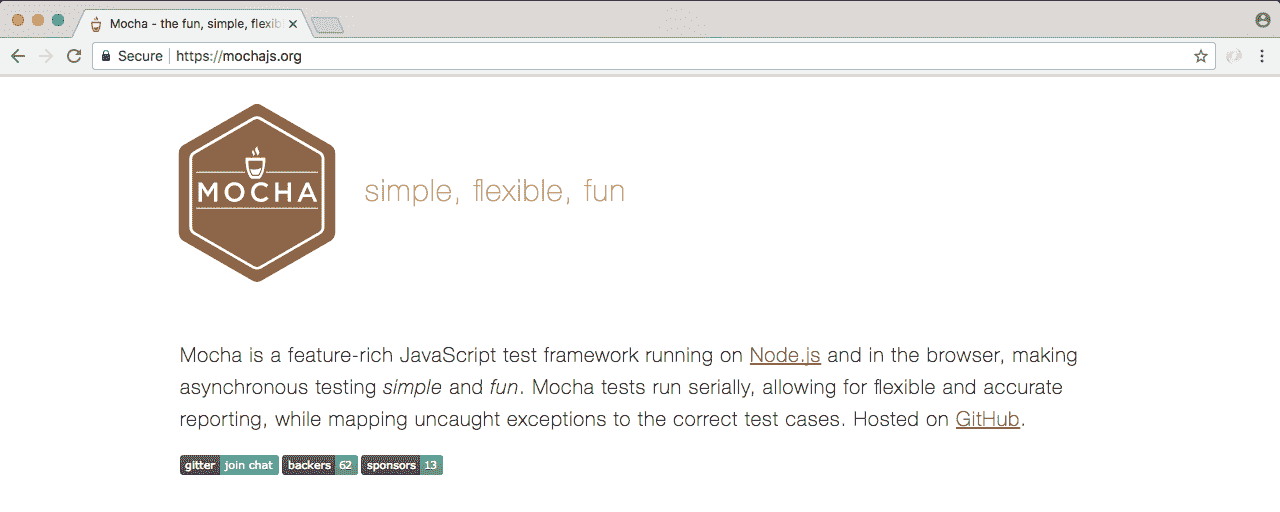 Mocha - the fun, simple, flexib
Secure https://mochajs.org
MOCHA
simple, flexible, fun
Mocha is a feature-rich JavaScript test framework running on Node.js and in the browser, making
asynchronous testing simple and fun. Mocha tests run serially, allowing for flexible and accurate
reporting, while mapping uncaught exceptions to the correct test cases. Hosted on GitHub.
gitter join chat backers 62 sponsors 13